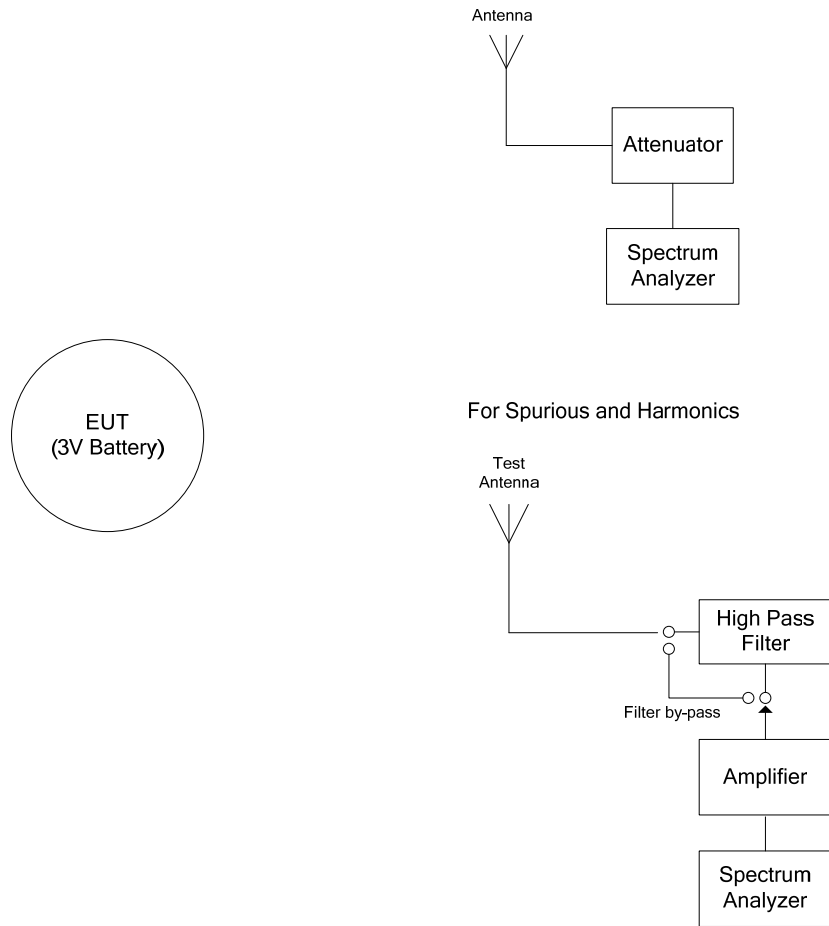 Antenna
Attenuator
Spectrum
Analyzer
EUT
(3V Battery)
For Spurious and Harmonics
Test
Antenna
High Pass
Filter
Filter by-pass
Amplifier
Spectrum
Analyzer